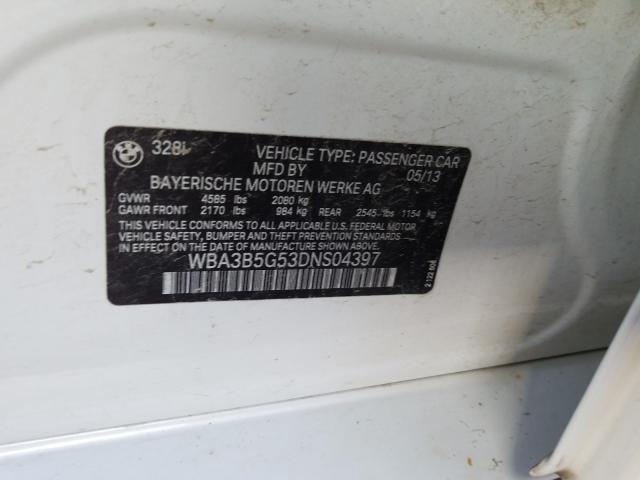 328i VEHICLE TYPE: PASSENGER CAR
MFD BY 05/13
BAYERISCHE MOTOREN WERKE AG
GVWR 4585 lbs 2080 kg
GAWR FRONT 2170 lbs 984 kg REAR 2545 lbs 1154 kg
THIS VEHICLE CONFORMS TO ALL APPLICABLE U.S. FEDERAL MOTOR
VEHICLE SAFETY, BUMPER AND THEFT PREVENTION STANDARDS
IN EFFECT ON THE DATE OF MANUFACTURE SHOWN ABOVE.
WBA3B5G53DNS04397